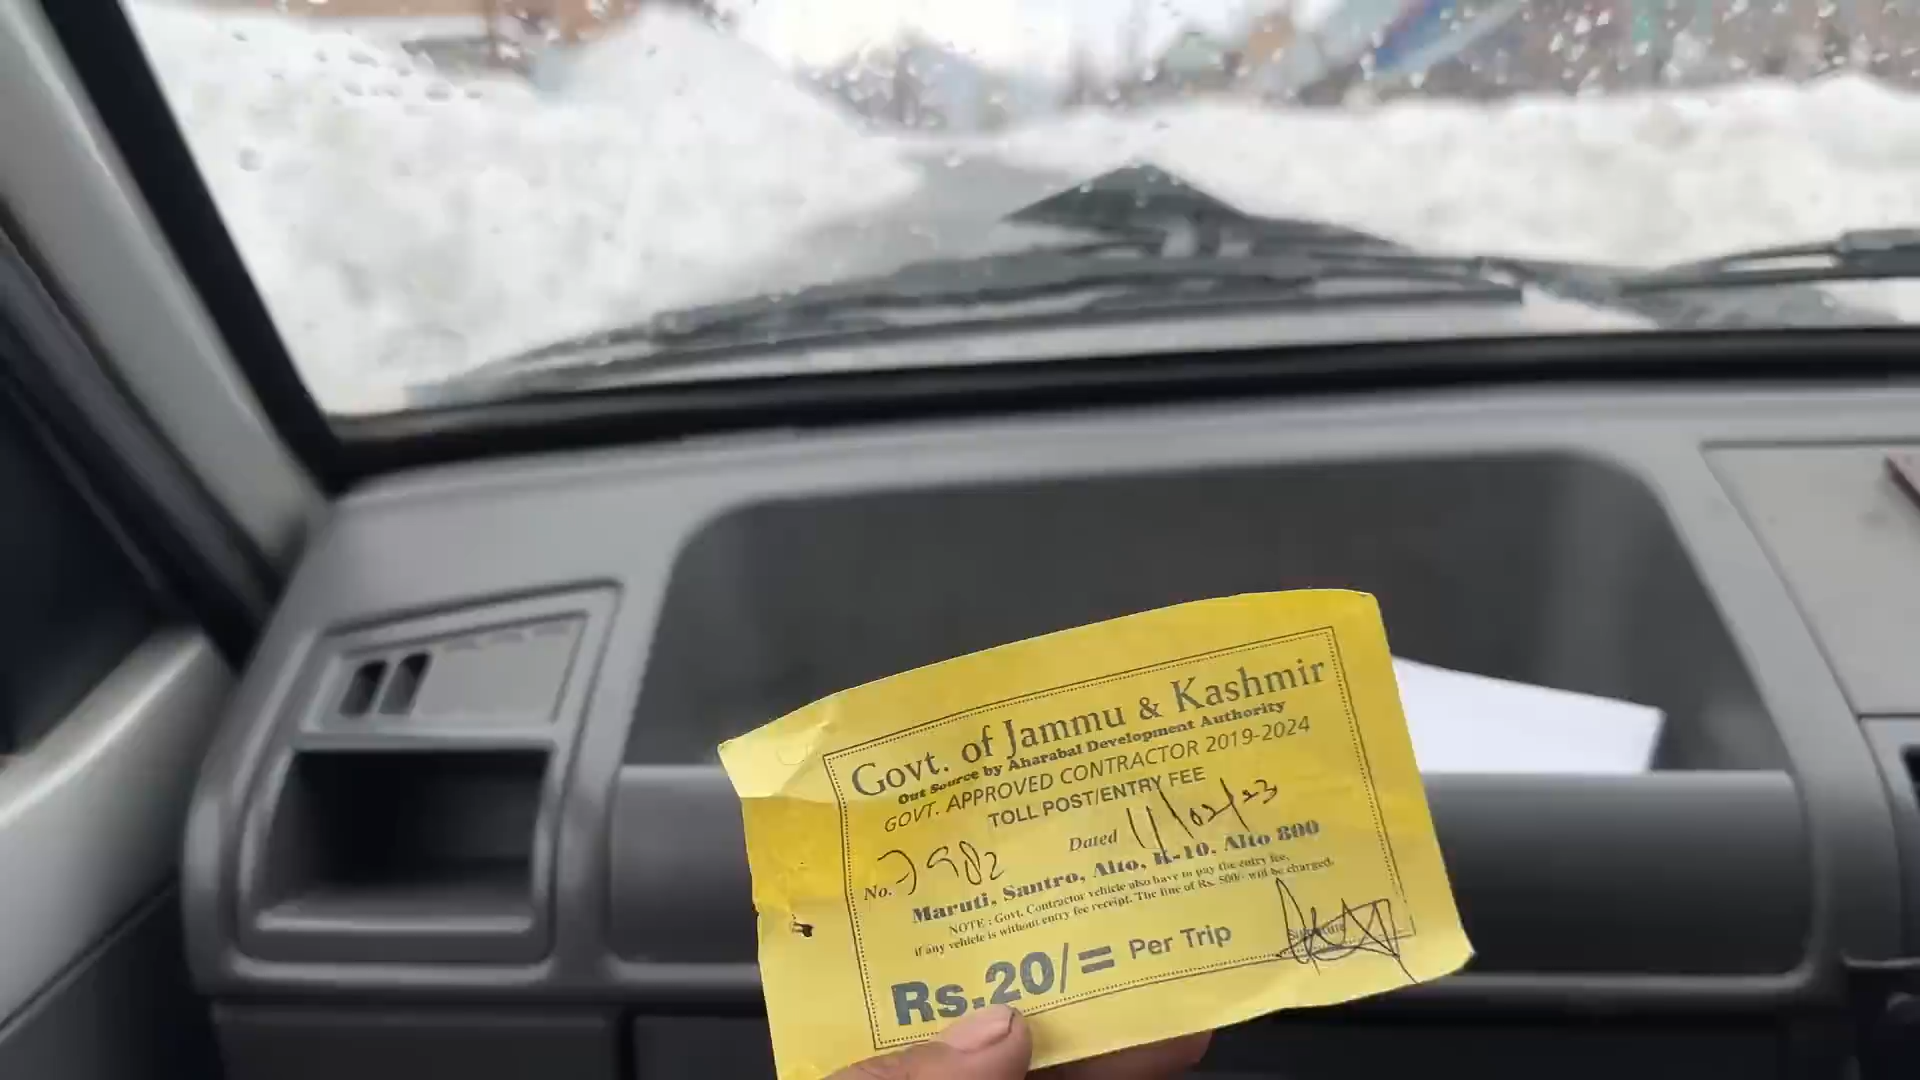 Govt. of Jammu & Kashmir
Out Source by Aharabal Development Authority
GOVT. APPROVED CONTRACTOR 2019-2024
TOLL POST/ENTRY FEE
No. 7982 Dated 11/02/23
Maruti, Santro, Alto, K-10, Alto 800
NOTE : Govt. Contractor vehicle also have to pay the entry fee.
if any vehicle is without entry fee receipt. The fine of Rs. 500/- will be charged.
Rs.20/= Per Trip
Signature